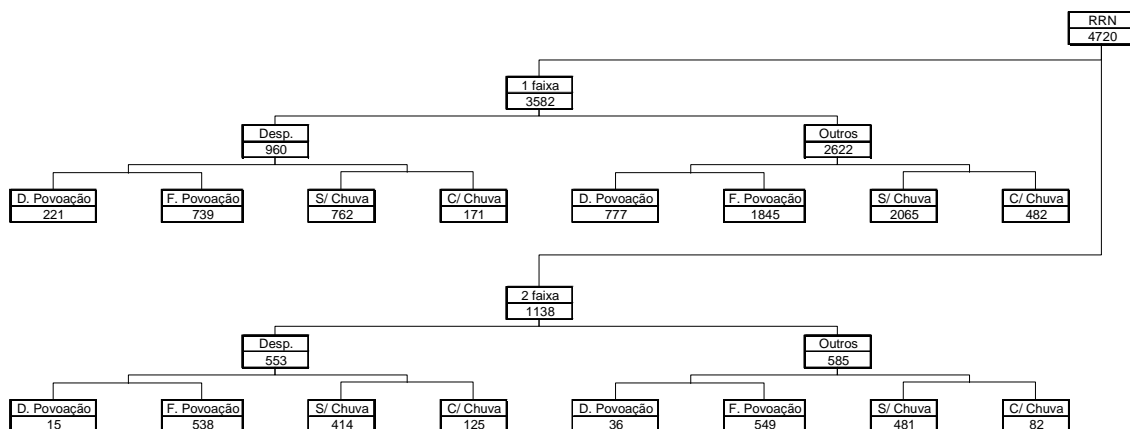 RRN
4720
1 faixa
3582
Desp.
960
Outros
2622
D. Povoação
221
F. Povoação
739
S/ Chuva
762
C/ Chuva
171
D. Povoação
777
F. Povoação
1845
S/ Chuva
2065
C/ Chuva
482
2 faixa
1138
Desp.
553
Outros
585
D. Povoação
15
F. Povoação
538
S/ Chuva
414
C/ Chuva
125
D. Povoação
36
F. Povoação
549
S/ Chuva
481
C/ Chuva
82